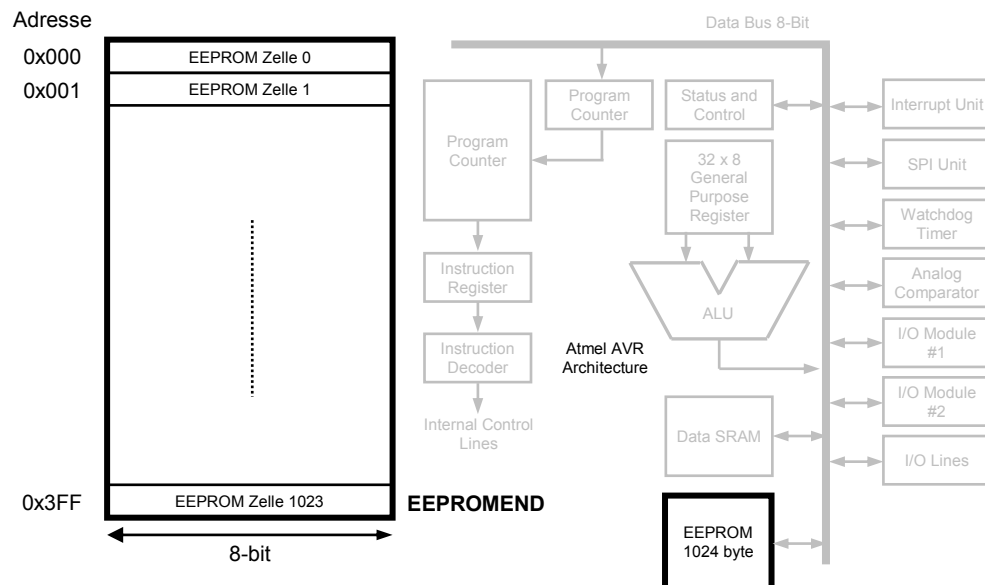 Adresse
0x000
EEPROM Zelle 0
0x001
EEPROM Zelle 1
0x3FF
EEPROM Zelle 1023
EEPROMEND
8-bit
Data Bus 8-Bit
Program
Counter
Program
Counter
Status and
Control
32 x 8
General
Purpose
Register
Instruction
Register
ALU
Instruction
Decoder
Atmel AVR
Architecture
Internal Control
Lines
Data SRAM
EEPROM
1024 byte
Interrupt Unit
SPI Unit
Watchdog
Timer
Analog
Comparator
I/O Module
#1
I/O Module
#2
I/O Lines